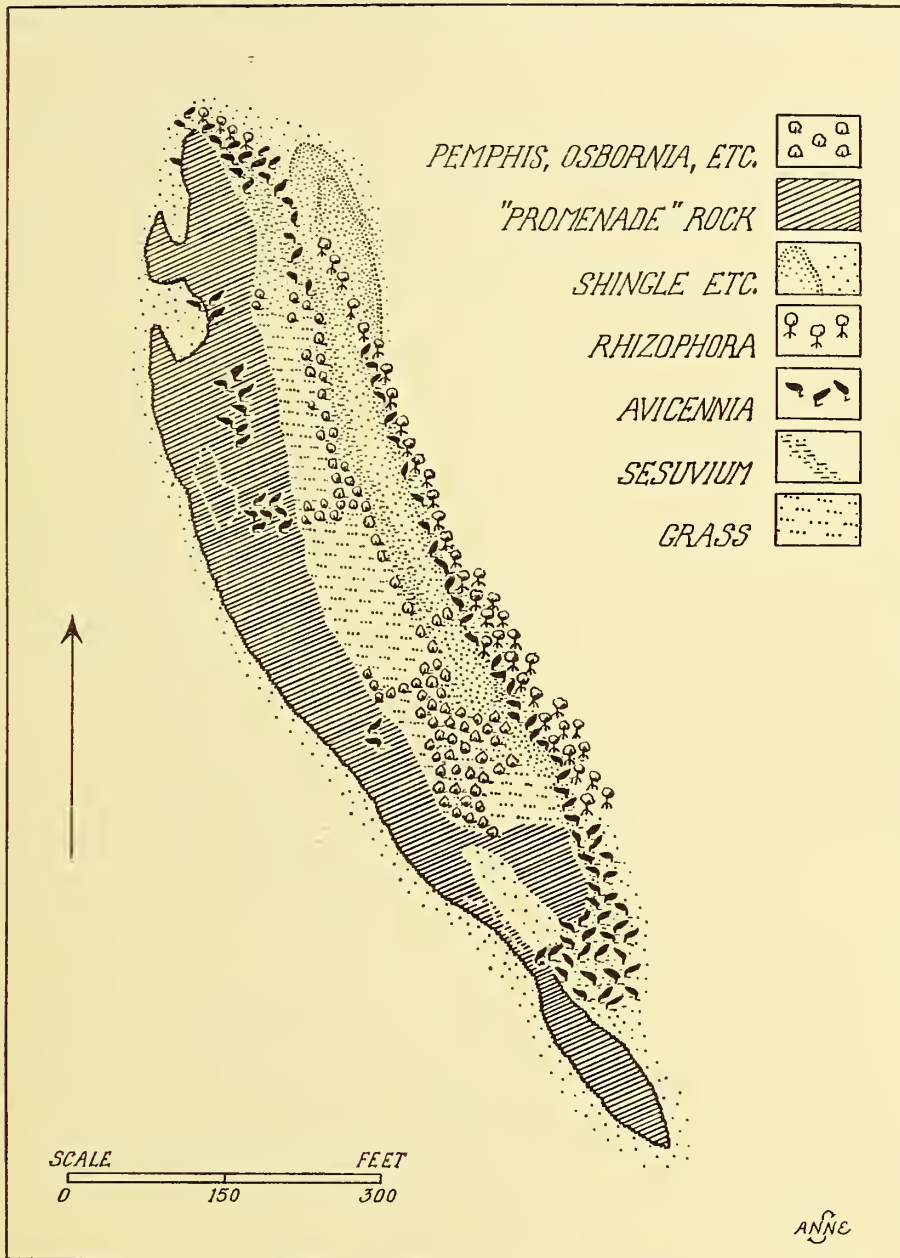 PEMPHIS, OSBORNIA, ETC.
"PROMENADE" ROCK
SHINGLE ETC.
RHIZOPHORA
AVICENNIA
SESUVIUM
GRASS
SCALE FEET
0 150 300
ANNE